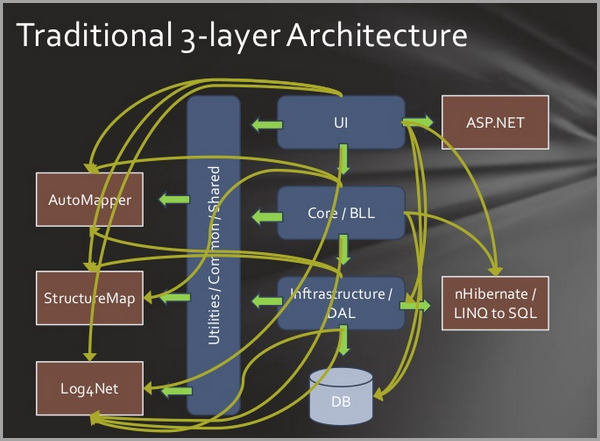 Traditional 3-layer Architecture
UI
ASP.NET
AutoMapper
Utilities / Common / Shared
Core / BLL
StructureMap
Infrastructure /
DAL
nHibernate /
LINQ to SQL
Log4Net
DB